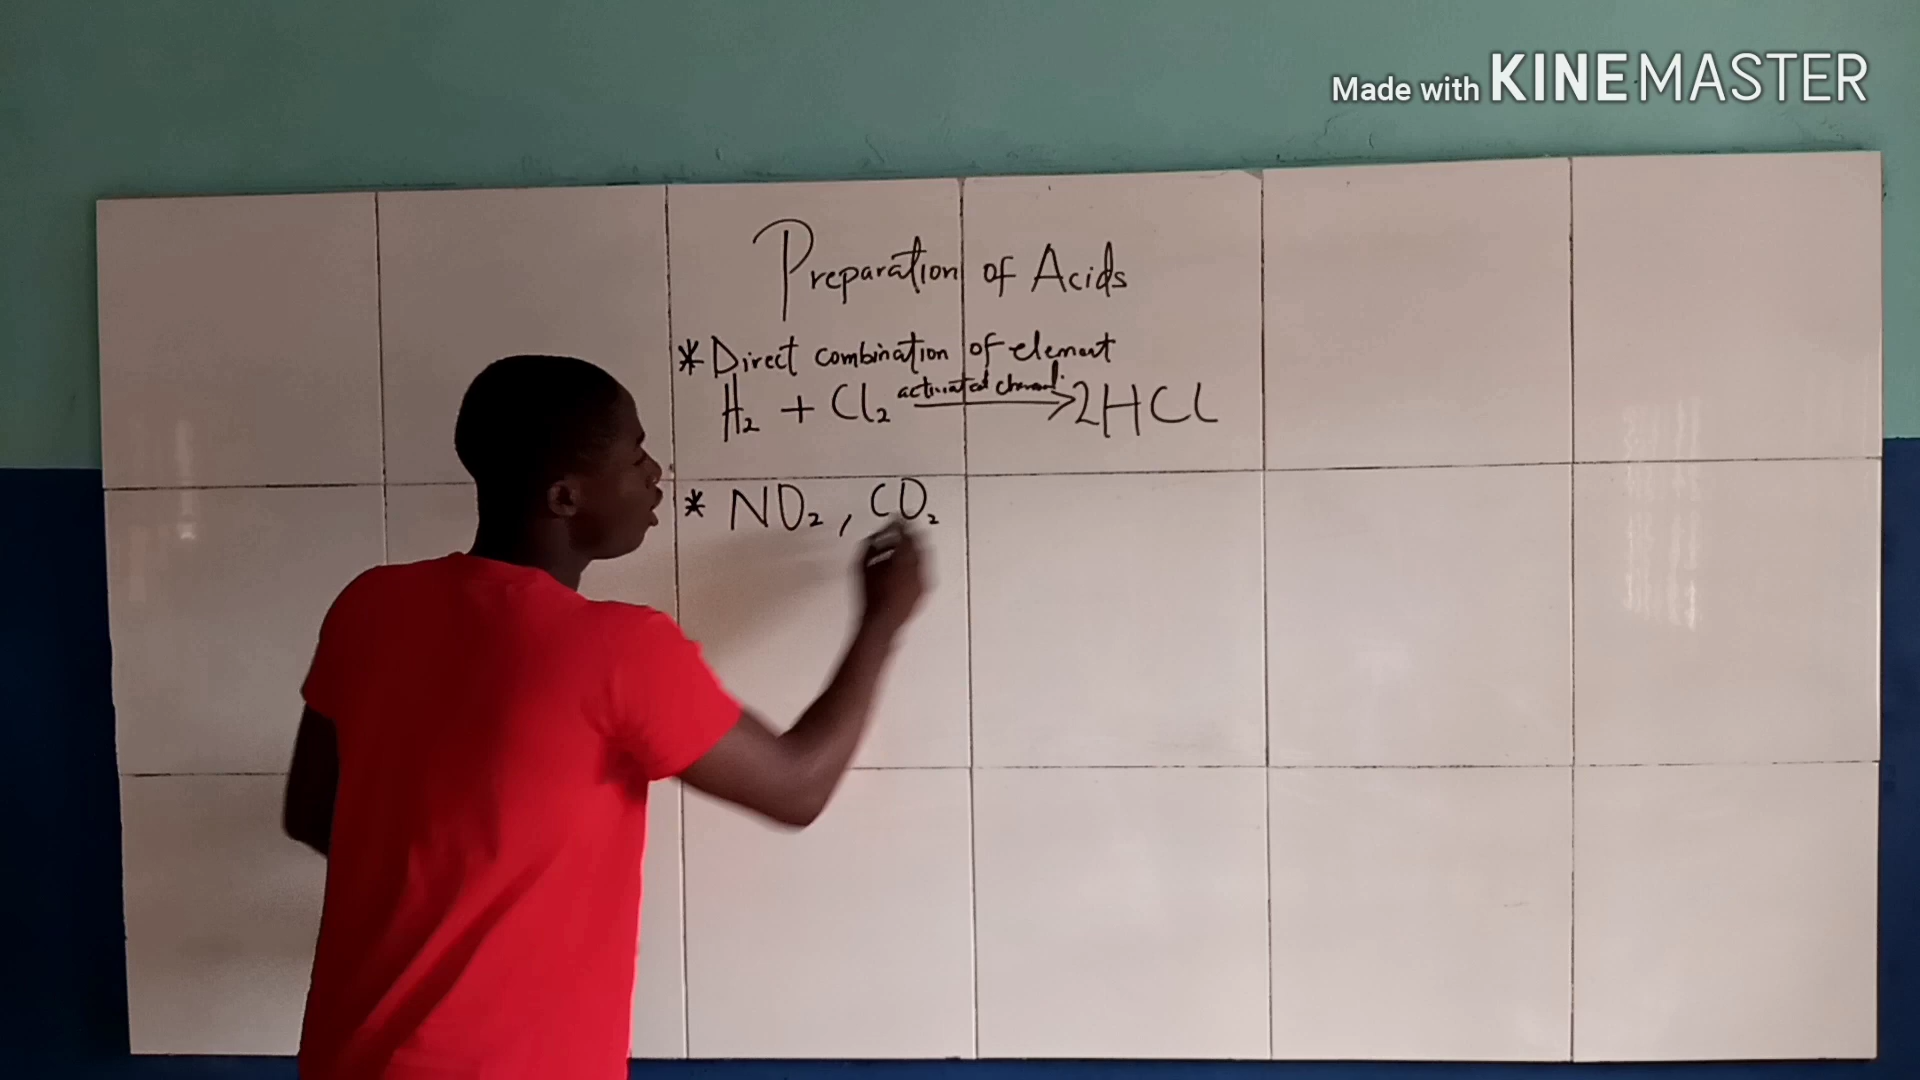 Made with KINEMASTER
Preparation of Acids
* Direct combination of element
activated charcoal.
H₂ + Cl₂ ⟶ 2HCl
* NO₂, CO₂